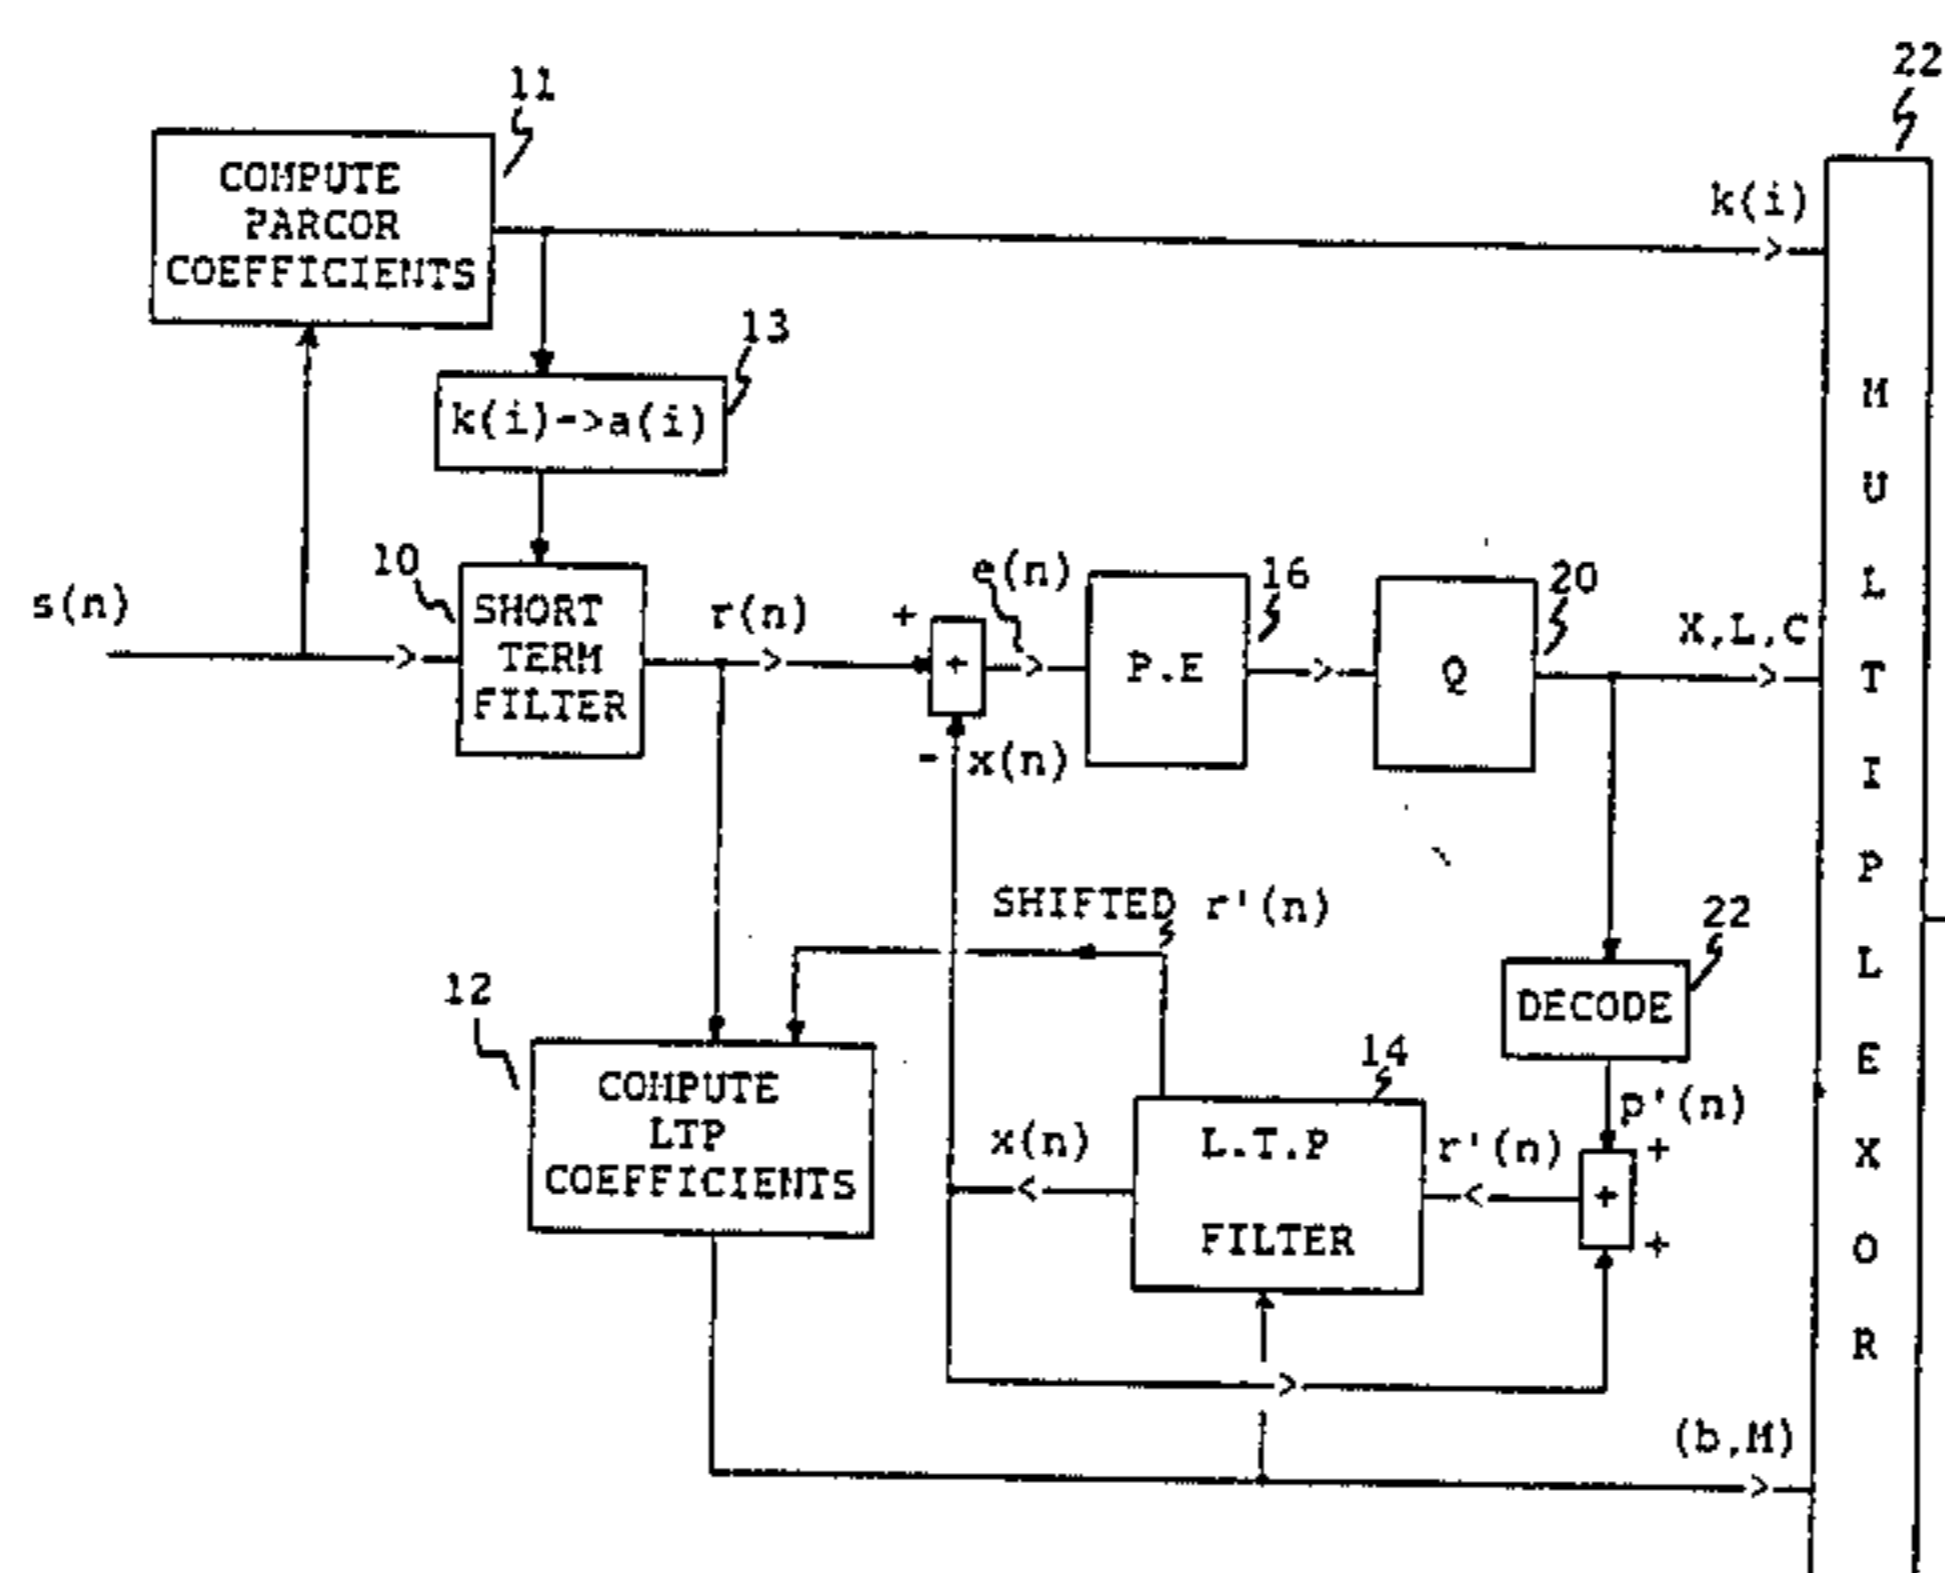 11
22
COMPUTE
PARCOR
COEFFICIENTS
k(i)
13
k(i)->a(i)
10
s(n)
SHORT
TERM
FILTER
r(n)
+
+
- x(n)
e(n)
P.E
16
Q
20
X,L,C
SHIFTED r'(n)
22
DECODE
12
COMPUTE
LTP
COEFFICIENTS
x(n)
14
L.T.P
FILTER
r'(n)
p'(n)
+
+
+
(b,M)
MULTIPLEXOR